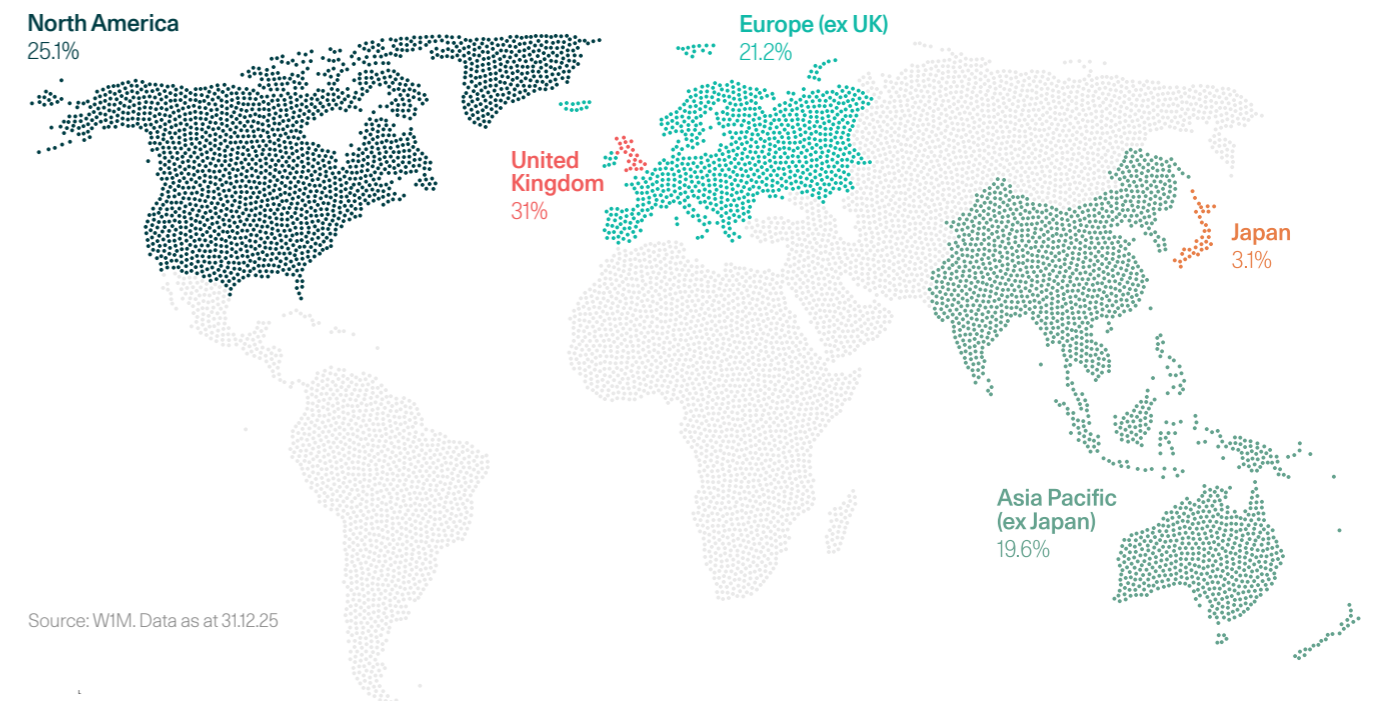 North America
25.1%
Europe (ex UK)
21.2%
United
Kingdom
31%
Japan
3.1%
Asia Pacific
(ex Japan)
19.6%
Source: W1M. Data as at 31.12.25